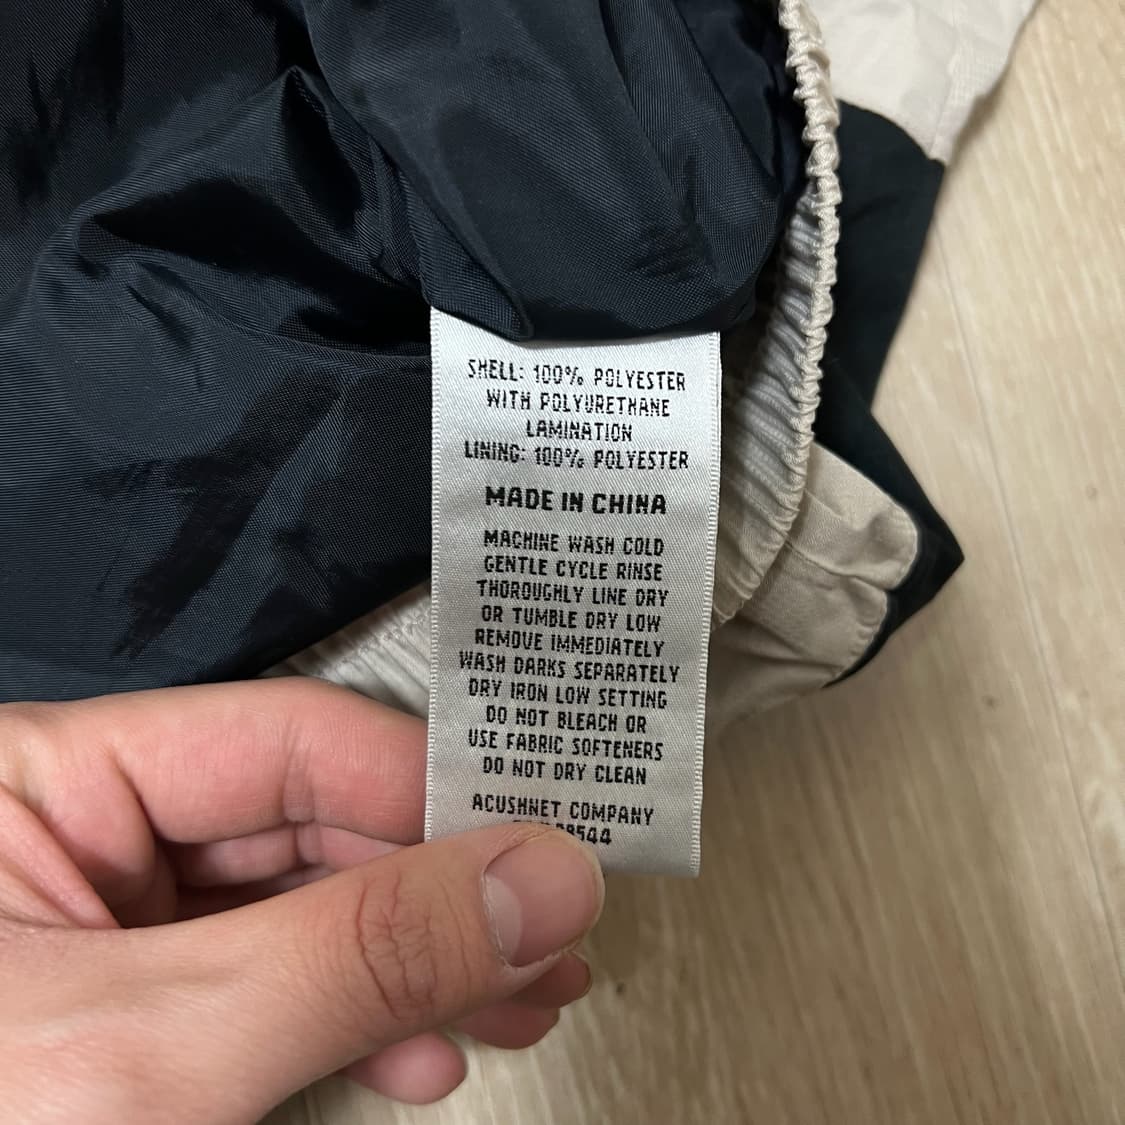 SHELL: 100% POLYESTER
WITH POLYURETHANE
LAMINATION
LINING: 100% POLYESTER
MADE IN CHINA
MACHINE WASH COLD
GENTLE CYCLE RINSE
THOROUGHLY LINE DRY
OR TUMBLE DRY LOW
REMOVE IMMEDIATELY
WASH DARKS SEPARATELY
DRY IRON LOW SETTING
DO NOT BLEACH OR
USE FABRIC SOFTENERS
DO NOT DRY CLEAN
ACUSHNET COMPANY